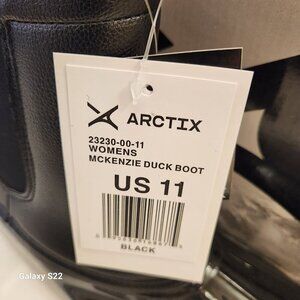 ARCTIX
23230-00-11
WOMENS
MCKENZIE DUCK BOOT
US 11
BLACK
Galaxy S22